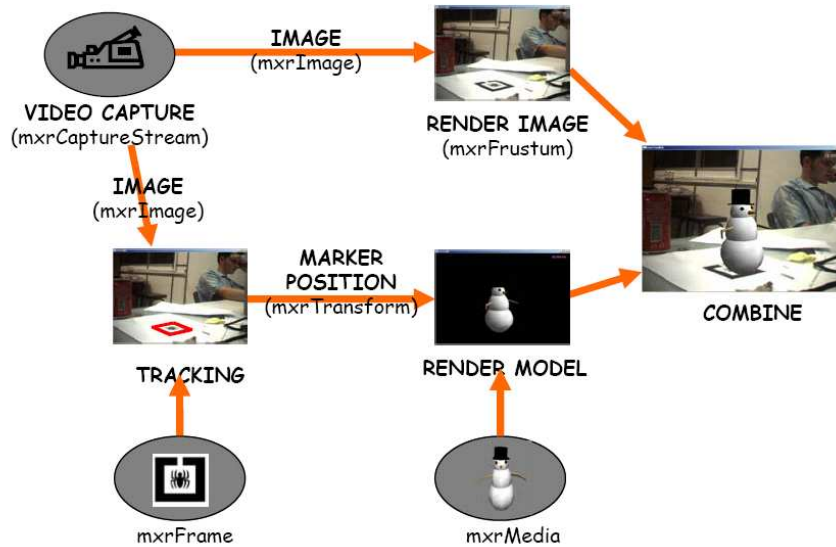 IMAGE
(mxrImage)
VIDEO CAPTURE
(mxrCaptureStream)
RENDER IMAGE
(mxrFrustum)
IMAGE
(mxrImage)
MARKER
POSITION
(mxrTransform)
COMBINE
TRACKING
RENDER MODEL
mxrFrame
mxrMedia